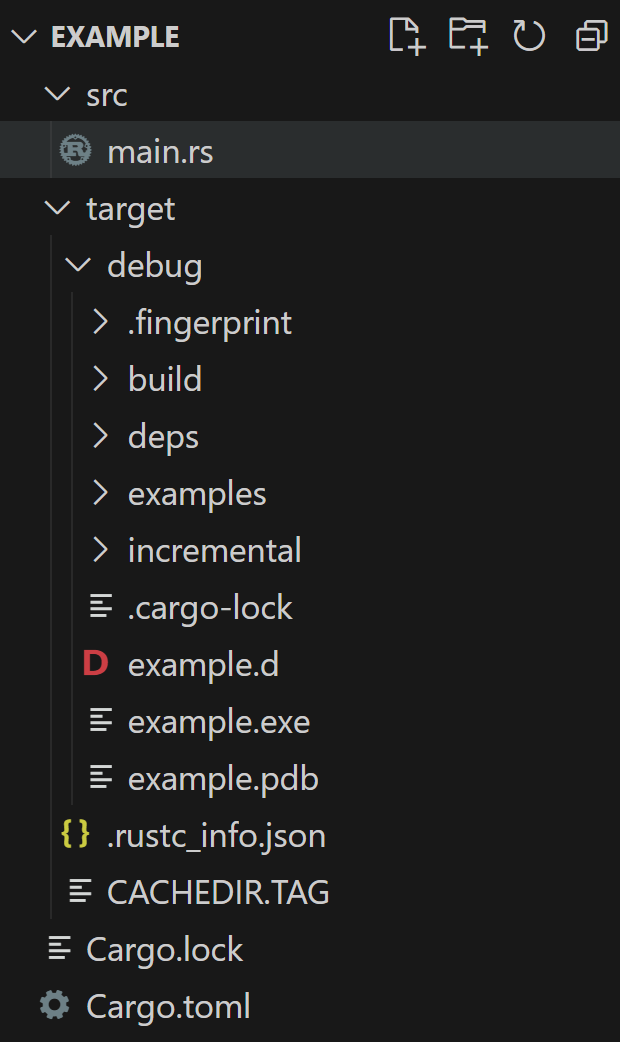 EXAMPLE
src
main.rs
target
debug
.fingerprint
build
deps
examples
incremental
.cargo-lock
D example.d
example.exe
example.pdb
{} .rustc_info.json
CACHEDIR.TAG
Cargo.lock
Cargo.toml